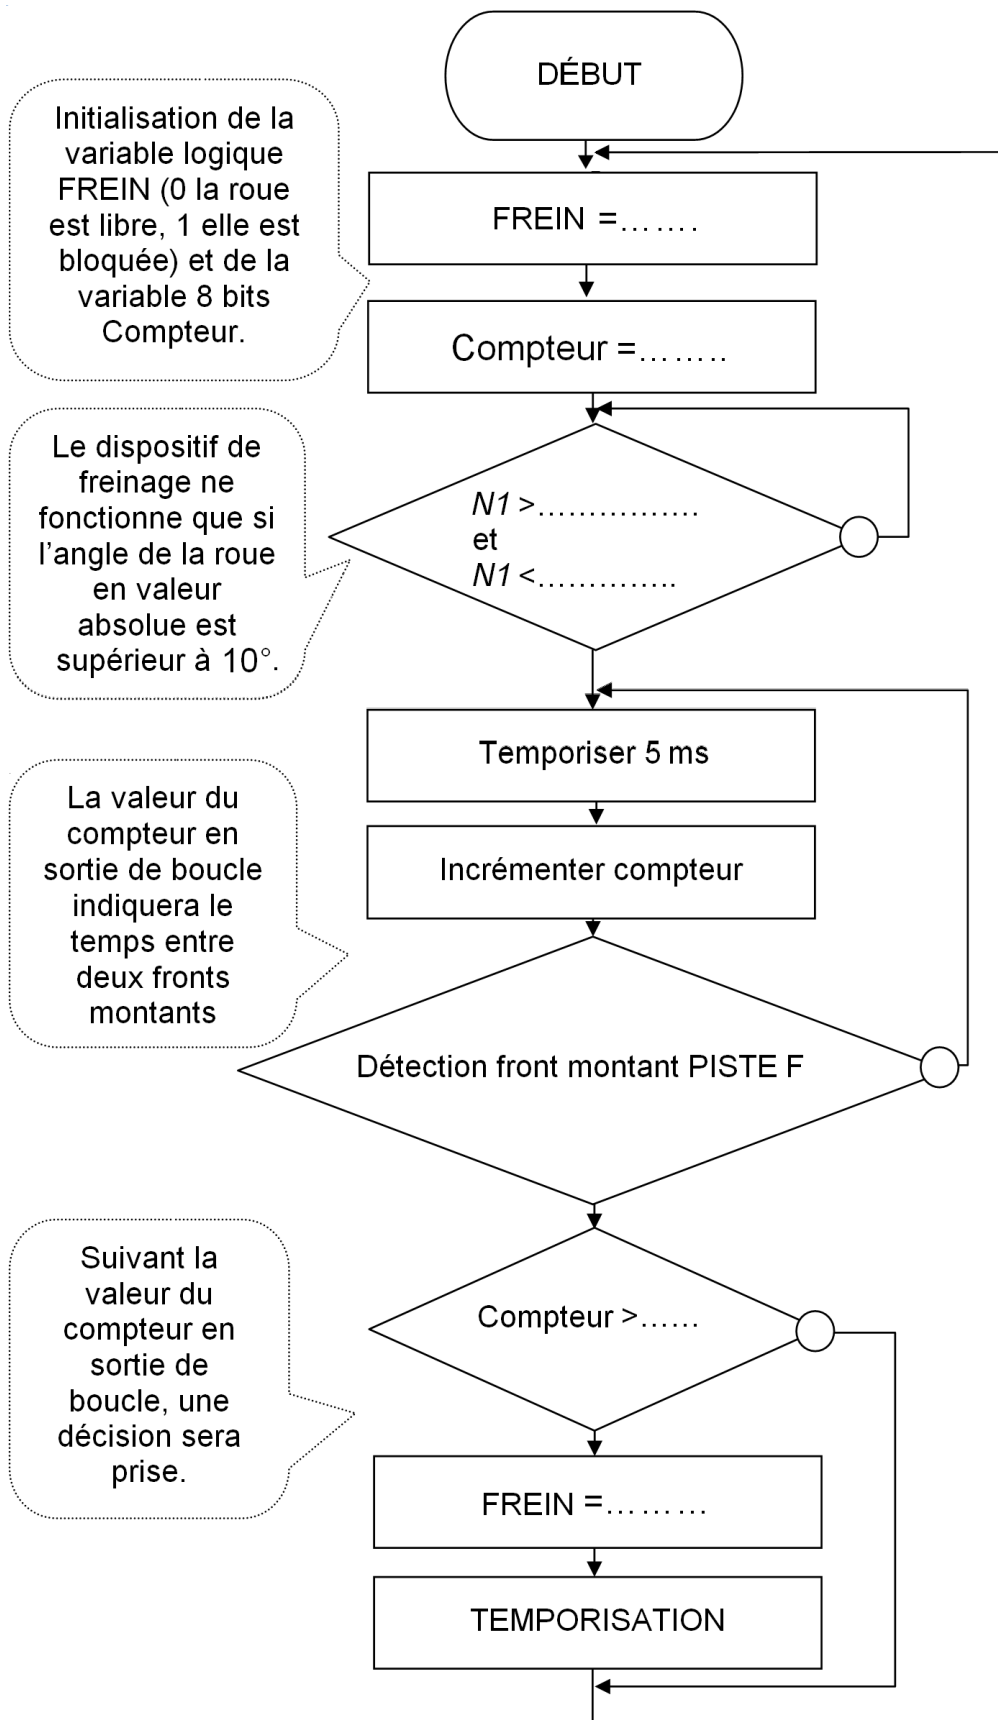 DÉBUT
Initialisation de la
variable logique
FREIN (0 la roue
est libre, 1 elle est
bloquée) et de la
variable 8 bits
Compteur.
FREIN =.......
Compteur =........
Le dispositif de
freinage ne
fonctionne que si
l'angle de la roue
en valeur
absolue est
supérieur à 10°.
N1 >................
et
N1 <..............
Temporiser 5 ms
La valeur du
compteur en
sortie de boucle
indiquera le
temps entre
deux fronts
montants
Incrémenter compteur
Détection front montant PISTE F
Suivant la
valeur du
compteur en
sortie de
boucle, une
décision sera
prise.
Compteur >......
FREIN =.........
TEMPORISATION